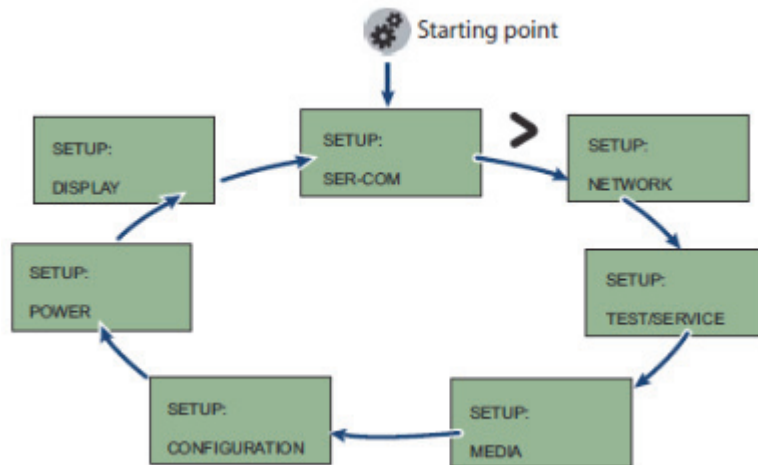 Starting point
SETUP:
SER-COM
>
SETUP:
NETWORK
SETUP:
TEST/SERVICE
SETUP:
MEDIA
SETUP:
CONFIGURATION
SETUP:
POWER
SETUP:
DISPLAY